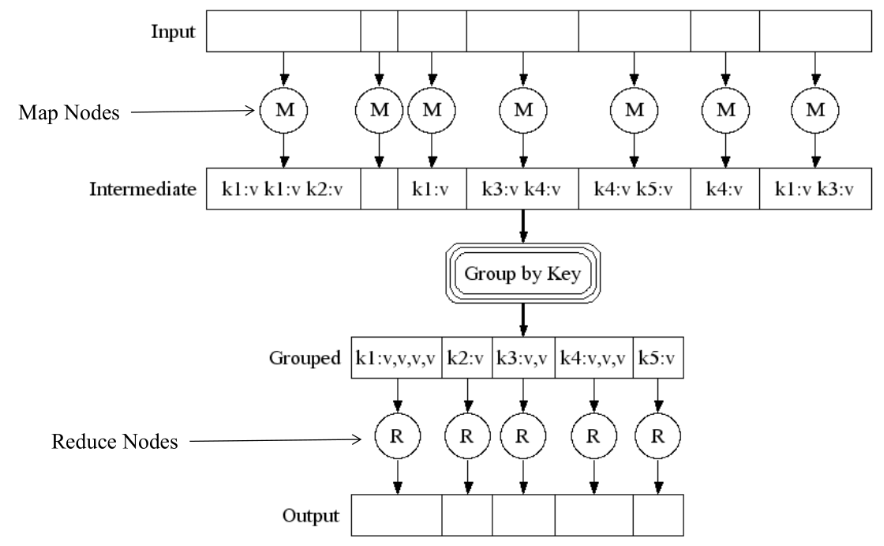 Input
Map Nodes M M M M M M M
Intermediate k1:v k1:v k2:v k1:v k3:v k4:v k4:v k5:v k4:v k1:v k3:v
Group by Key
Grouped k1:v,v,v,v k2:v k3:v,v k4:v,v,v k5:v
Reduce Nodes R R R R R
Output